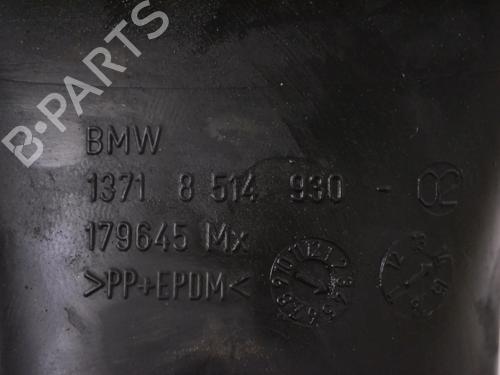 B-PARTS
BMW
1371 8 514 930 - 02
179645 Mx
>PP+EPDM<